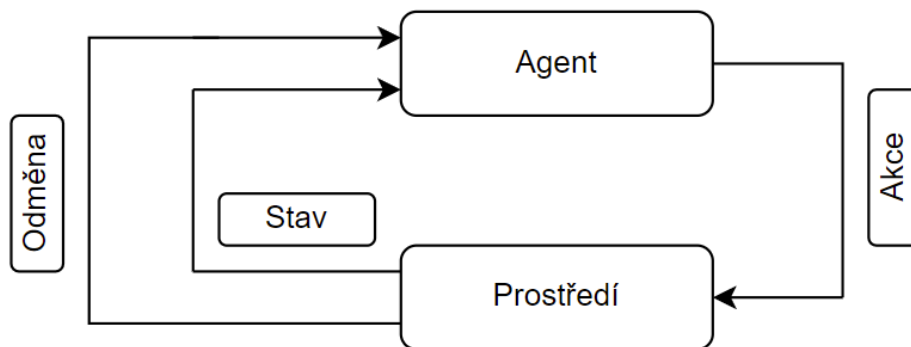 Agent
Odměna
Akce
Stav
Prostředí